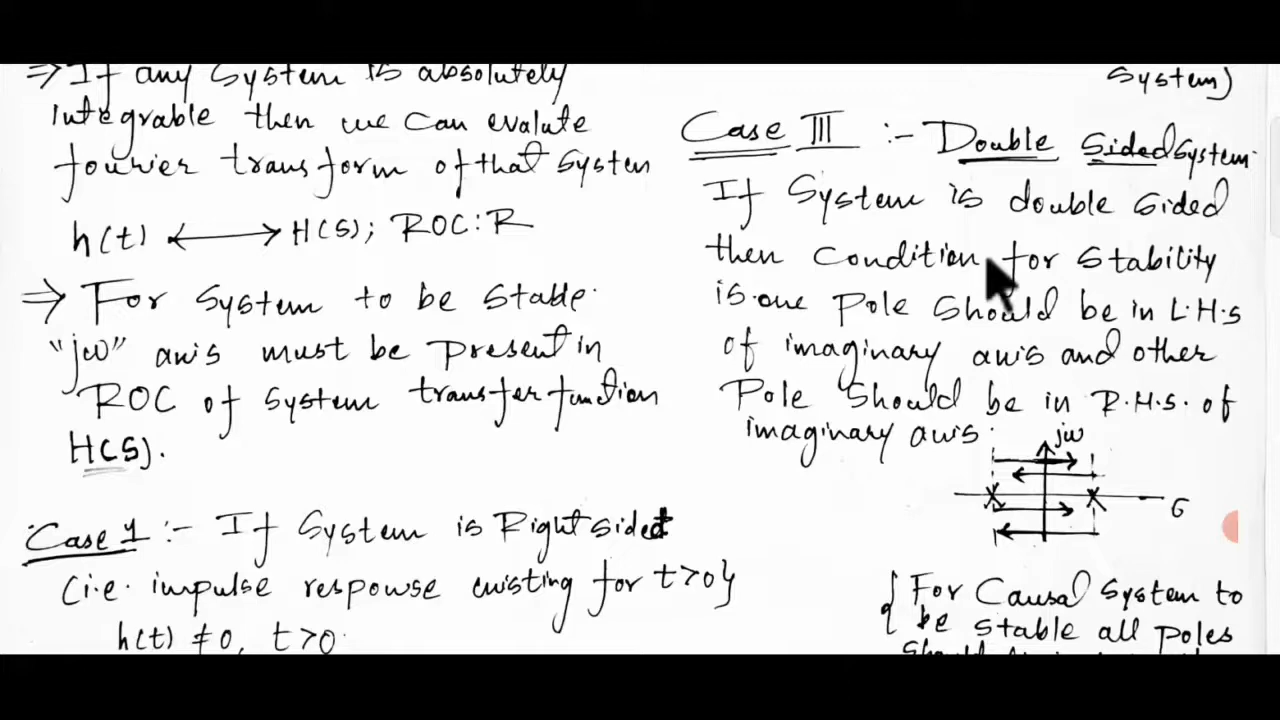 ⇒ If any System is absolutely
Integrable then we can evalute
fourier transform of that System
h(t) ⟷ H(S); ROC:R
⇒ For System to be Stable
"jω" axis must be present in
ROC of System transfer function
H(S).
Case 1 :- If System is Right sided
(i.e. impulse response existing for t>0}
h(t) ≠ 0, t>0
System)
Case III :- Double Sided System.
If System is double sided
then Condition for Stability
is one Pole Should be in L.H.S
of imaginary axis and other
Pole Should be in R.H.S. of
imaginary axis.
jω
σ
{ For Causal System to
be Stable all poles